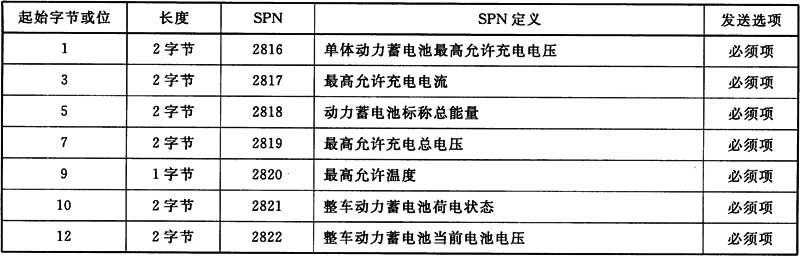 起始字节或位 长度 SPN SPN 定义 发送选项
1 2字节 2816 单体动力蓄电池最高允许充电电压 必须项
3 2字节 2817 最高允许充电电流 必须项
5 2字节 2818 动力蓄电池标称总能量 必须项
7 2字节 2819 最高允许充电总电压 必须项
9 1字节 2820 最高允许温度 必须项
10 2字节 2821 整车动力蓄电池荷电状态 必须项
12 2字节 2822 整车动力蓄电池当前电池电压 必须项